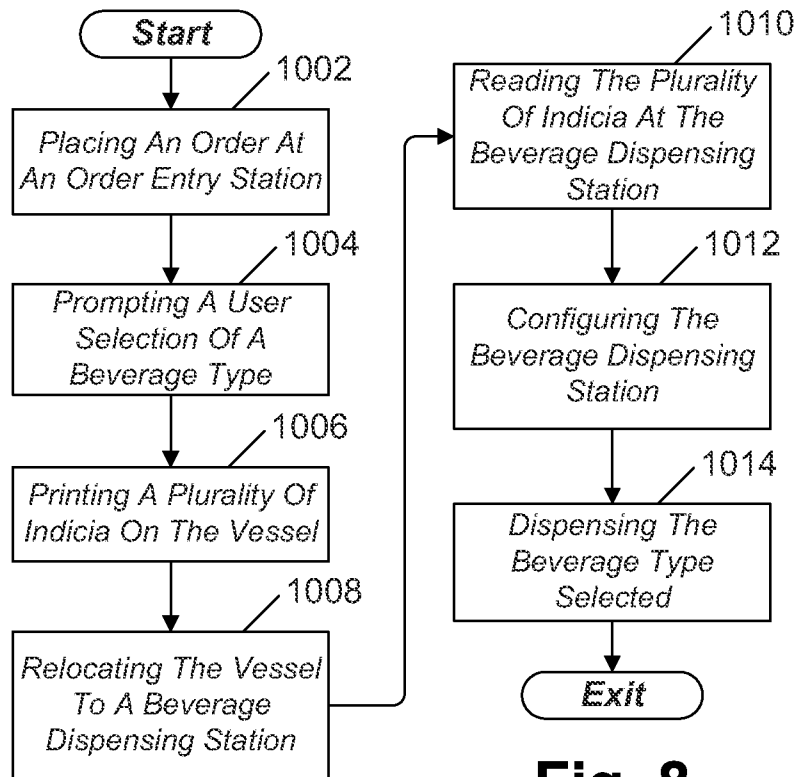 Start
1002
Placing An Order At
An Order Entry Station
1004
Prompting A User
Selection Of A
Beverage Type
1006
Printing A Plurality Of
Indicia On The Vessel
1008
Relocating The Vessel
To A Beverage
Dispensing Station
1010
Reading The Plurality
Of Indicia At The
Beverage Dispensing
Station
1012
Configuring The
Beverage Dispensing
Station
1014
Dispensing The
Beverage Type
Selected
Exit
Fig. 8